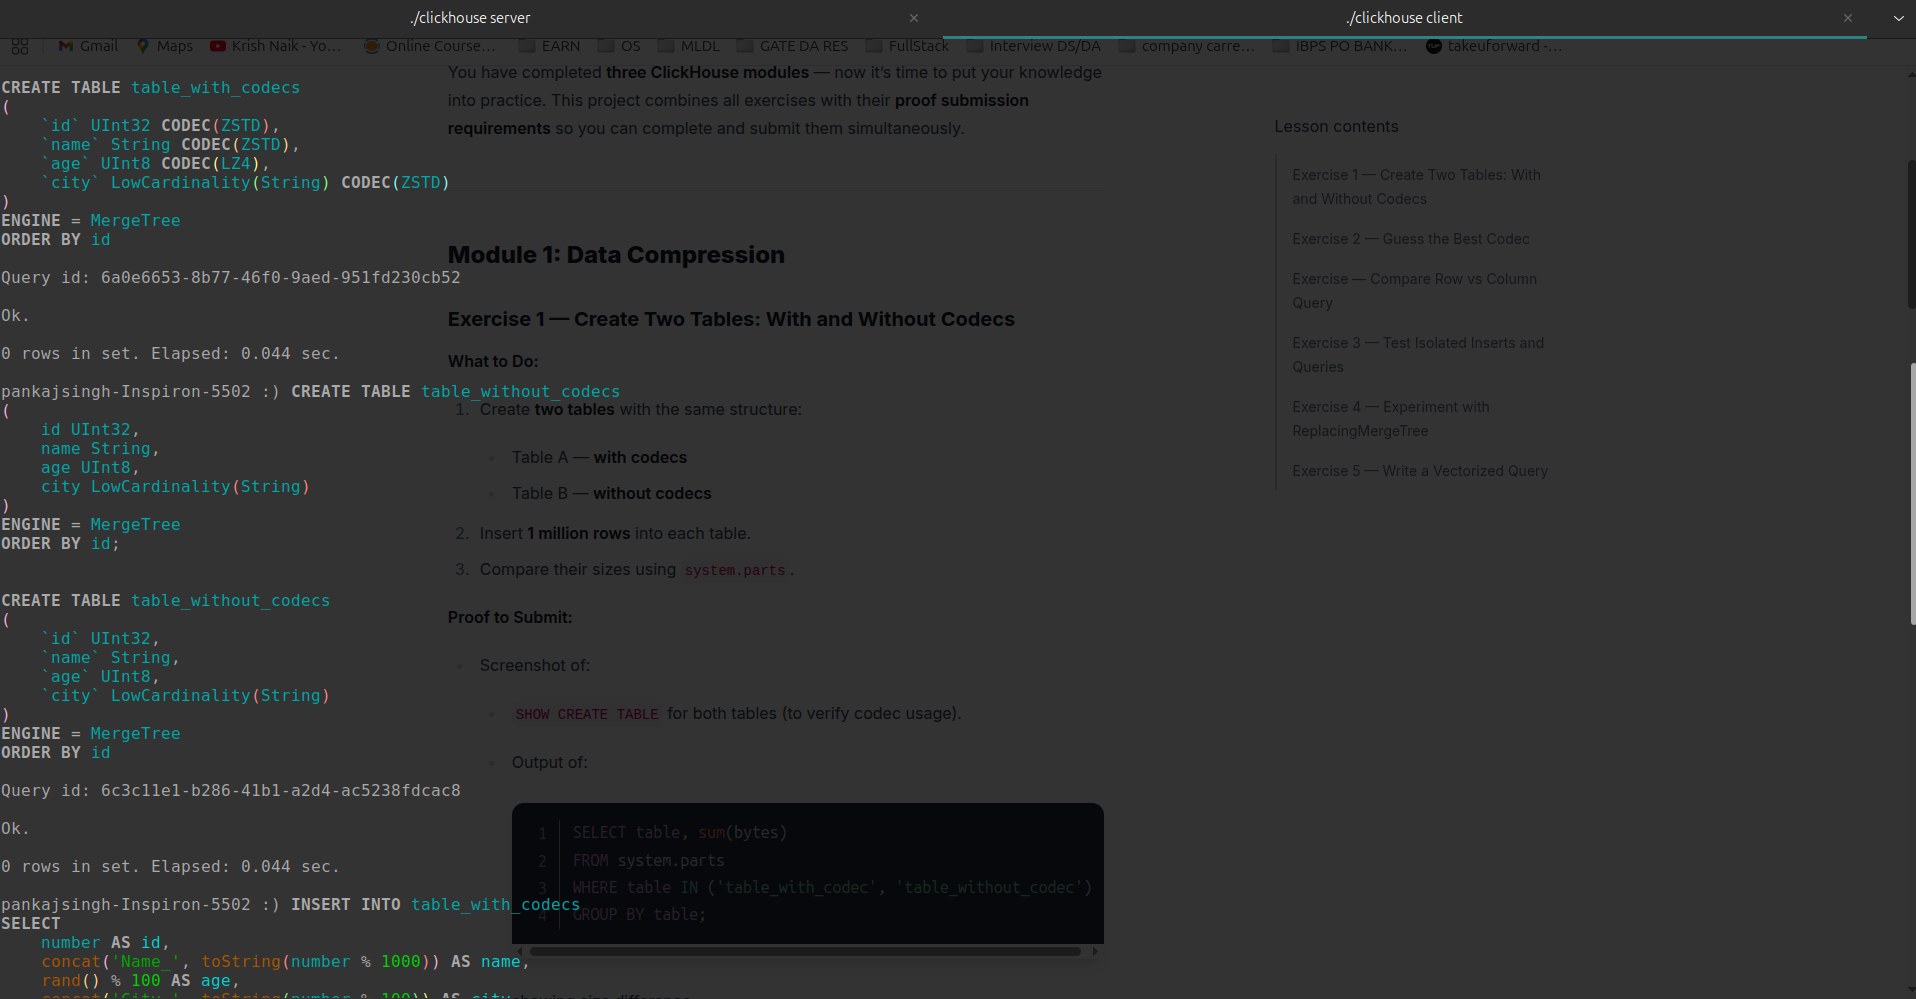 ./clickhouse server
./clickhouse client
Gmail Maps Krish Naik - Yo... Online Course... EARN OS MLDL GATE DA RES FullStack Interview DS/DA company carre... IBPS PO BANK... takeuforward -...
CREATE TABLE table_with_codecs
(
    `id` UInt32 CODEC(ZSTD),
    `name` String CODEC(ZSTD),
    `age` UInt8 CODEC(LZ4),
    `city` LowCardinality(String) CODEC(ZSTD)
)
ENGINE = MergeTree
ORDER BY id
Query id: 6a0e6653-8b77-46f0-9aed-951fd230cb52
Ok.
0 rows in set. Elapsed: 0.044 sec.
pankajsingh-Inspiron-5502 :) CREATE TABLE table_without_codecs
(
    id UInt32,
    name String,
    age UInt8,
    city LowCardinality(String)
)
ENGINE = MergeTree
ORDER BY id;
CREATE TABLE table_without_codecs
(
    `id` UInt32,
    `name` String,
    `age` UInt8,
    `city` LowCardinality(String)
)
ENGINE = MergeTree
ORDER BY id
Query id: 6c3c11e1-b286-41b1-a2d4-ac5238fdcac8
Ok.
0 rows in set. Elapsed: 0.044 sec.
pankajsingh-Inspiron-5502 :) INSERT INTO table_with_codecs
SELECT
    number AS id,
    concat('Name_', toString(number % 1000)) AS name,
    rand() % 100 AS age,
    concat('City_', toString(number % 100)) AS city
You have completed three ClickHouse modules — now it's time to put your knowledge
into practice. This project combines all exercises with their proof submission
requirements so you can complete and submit them simultaneously.
Module 1: Data Compression
Exercise 1 — Create Two Tables: With and Without Codecs
What to Do:
1. Create two tables with the same structure:
Table A — with codecs
Table B — without codecs
2. Insert 1 million rows into each table.
3. Compare their sizes using system.parts.
Proof to Submit:
Screenshot of:
SHOW CREATE TABLE for both tables (to verify codec usage).
Output of:
1 SELECT table, sum(bytes)
2 FROM system.parts
3 WHERE table IN ('table_with_codec', 'table_without_codec')
4 GROUP BY table;
showing size difference
Lesson contents
Exercise 1 — Create Two Tables: With
and Without Codecs
Exercise 2 — Guess the Best Codec
Exercise — Compare Row vs Column
Query
Exercise 3 — Test Isolated Inserts and
Queries
Exercise 4 — Experiment with
ReplacingMergeTree
Exercise 5 — Write a Vectorized Query